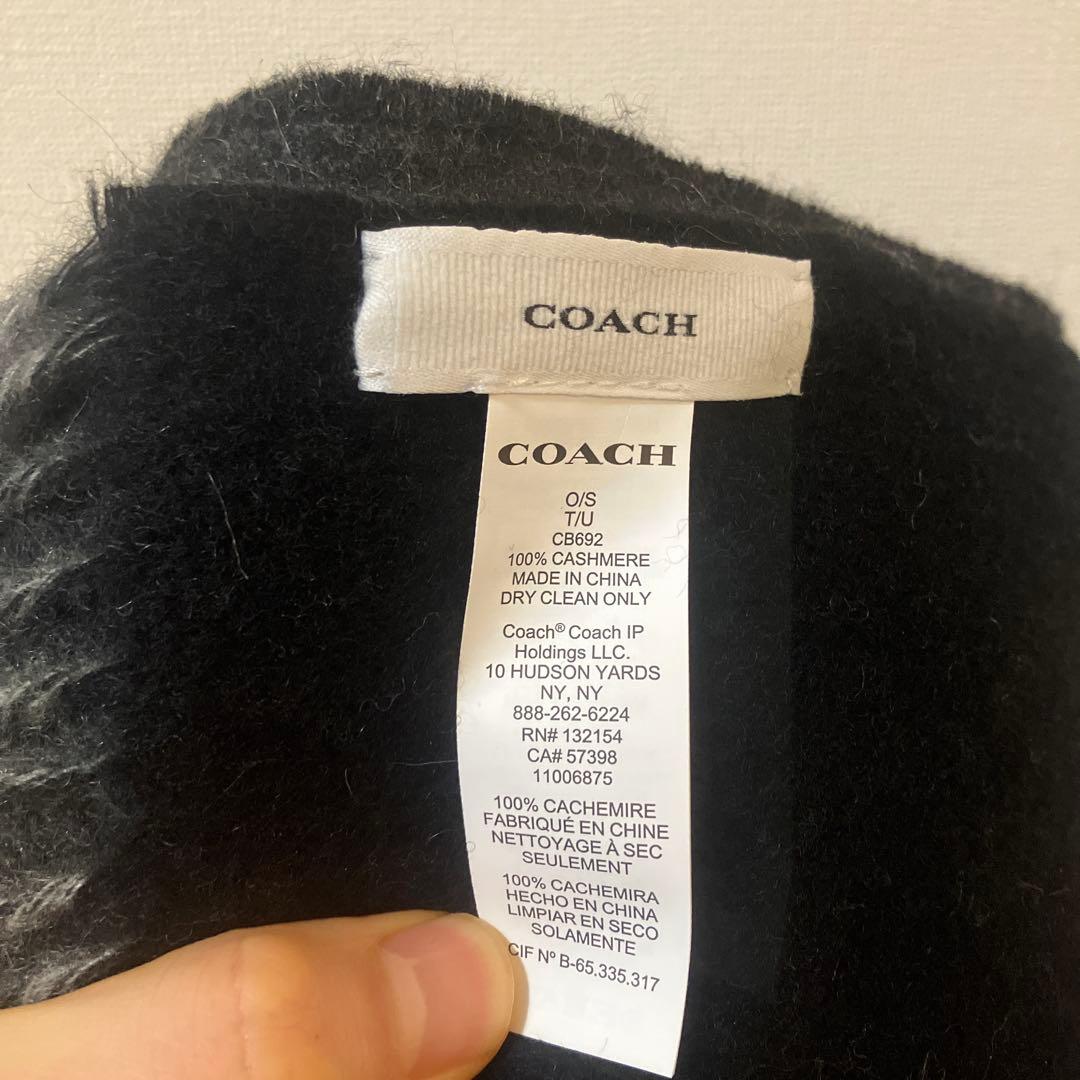 COACH
COACH
O/S
T/U
CB692
100% CASHMERE
MADE IN CHINA
DRY CLEAN ONLY
Coach® Coach IP
Holdings LLC.
10 HUDSON YARDS
NY, NY
888-262-6224
RN# 132154
CA# 57398
11006875
100% CACHEMIRE
FABRIQUÉ EN CHINE
NETTOYAGE À SEC
SEULEMENT
100% CACHEMIRA
HECHO EN CHINA
LIMPIAR EN SECO
SOLAMENTE
CIF Nº B-65.335.317